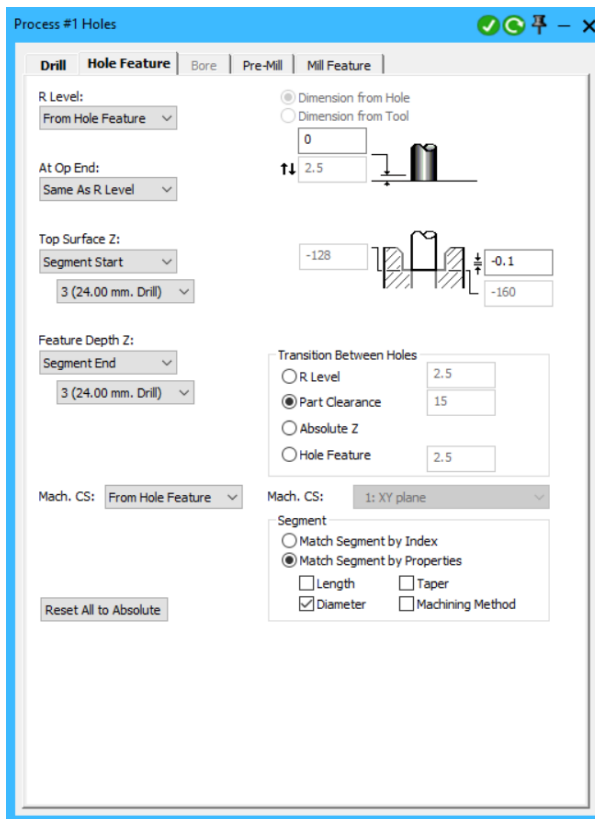 Process #1 Holes
Drill
Hole Feature
Bore
Pre-Mill
Mill Feature
R Level:
From Hole Feature
Dimension from Hole
Dimension from Tool
0
2.5
At Op End:
Same As R Level
Top Surface Z:
Segment Start
3 (24.00 mm. Drill)
-128
-0.1
-160
Feature Depth Z:
Segment End
3 (24.00 mm. Drill)
Transition Between Holes
R Level
2.5
Part Clearance
15
Absolute Z
Hole Feature
2.5
Mach. CS:
From Hole Feature
Mach. CS:
1: XY plane
Segment
Match Segment by Index
Match Segment by Properties
Length
Taper
Diameter
Machining Method
Reset All to Absolute